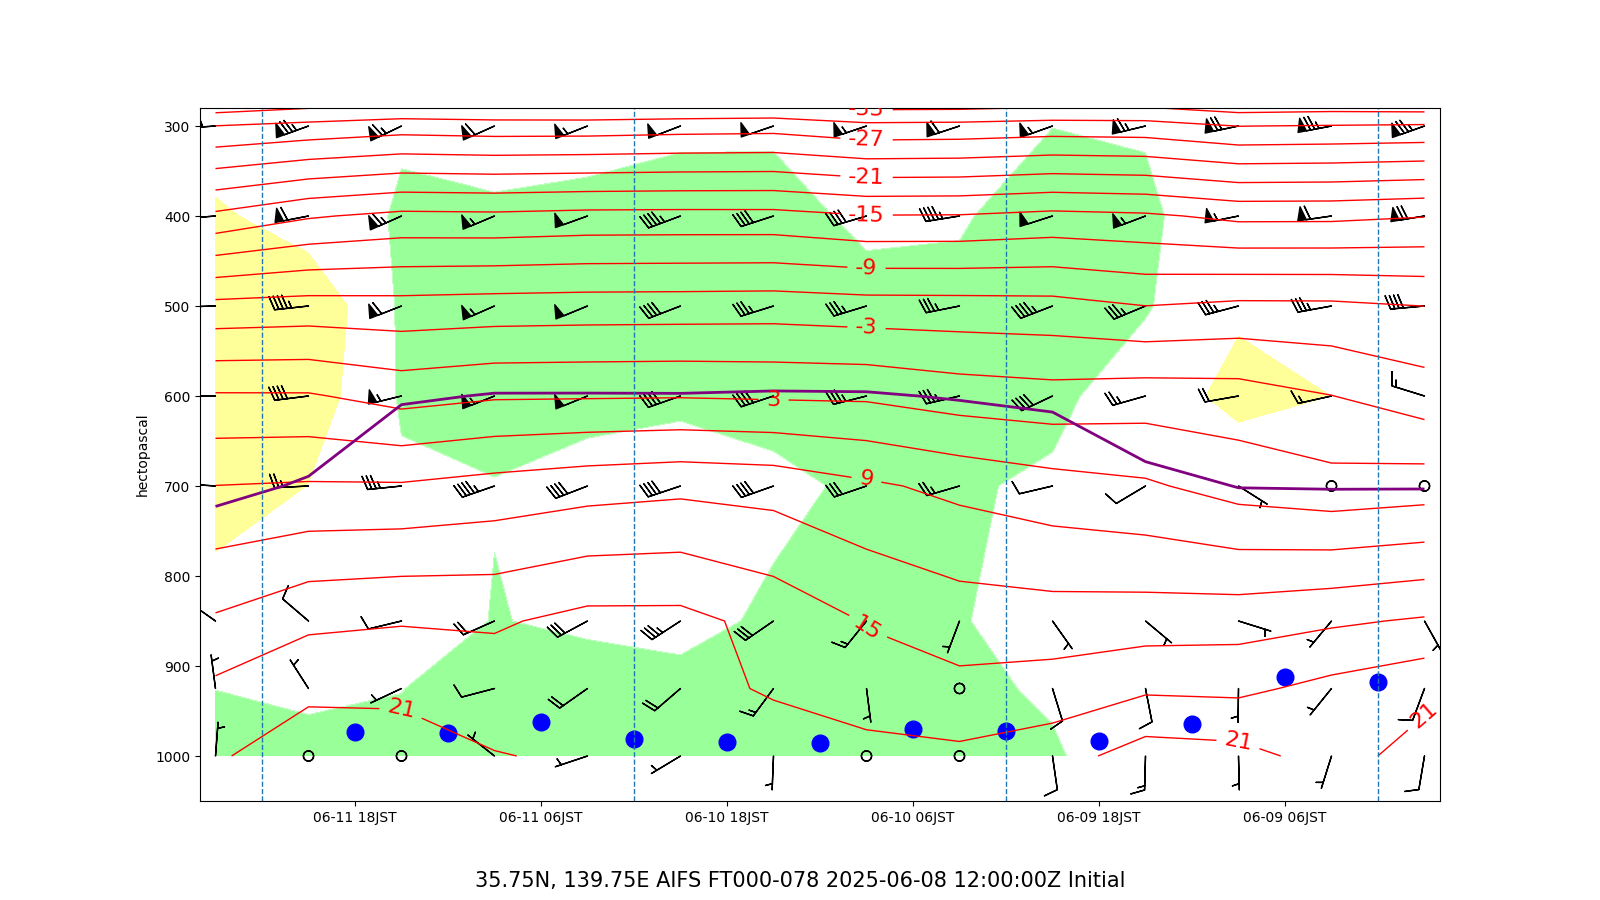 -33
300
-27
-21
400
-15
-9
500
-3
600
3
hectopascal
9
700
800
15
900
21
21
21
1000
06-11 18JST
06-11 06JST
06-10 18JST
06-10 06JST
06-09 18JST
06-09 06JST
35.75N, 139.75E AIFS FT000-078 2025-06-08 12:00:00Z Initial